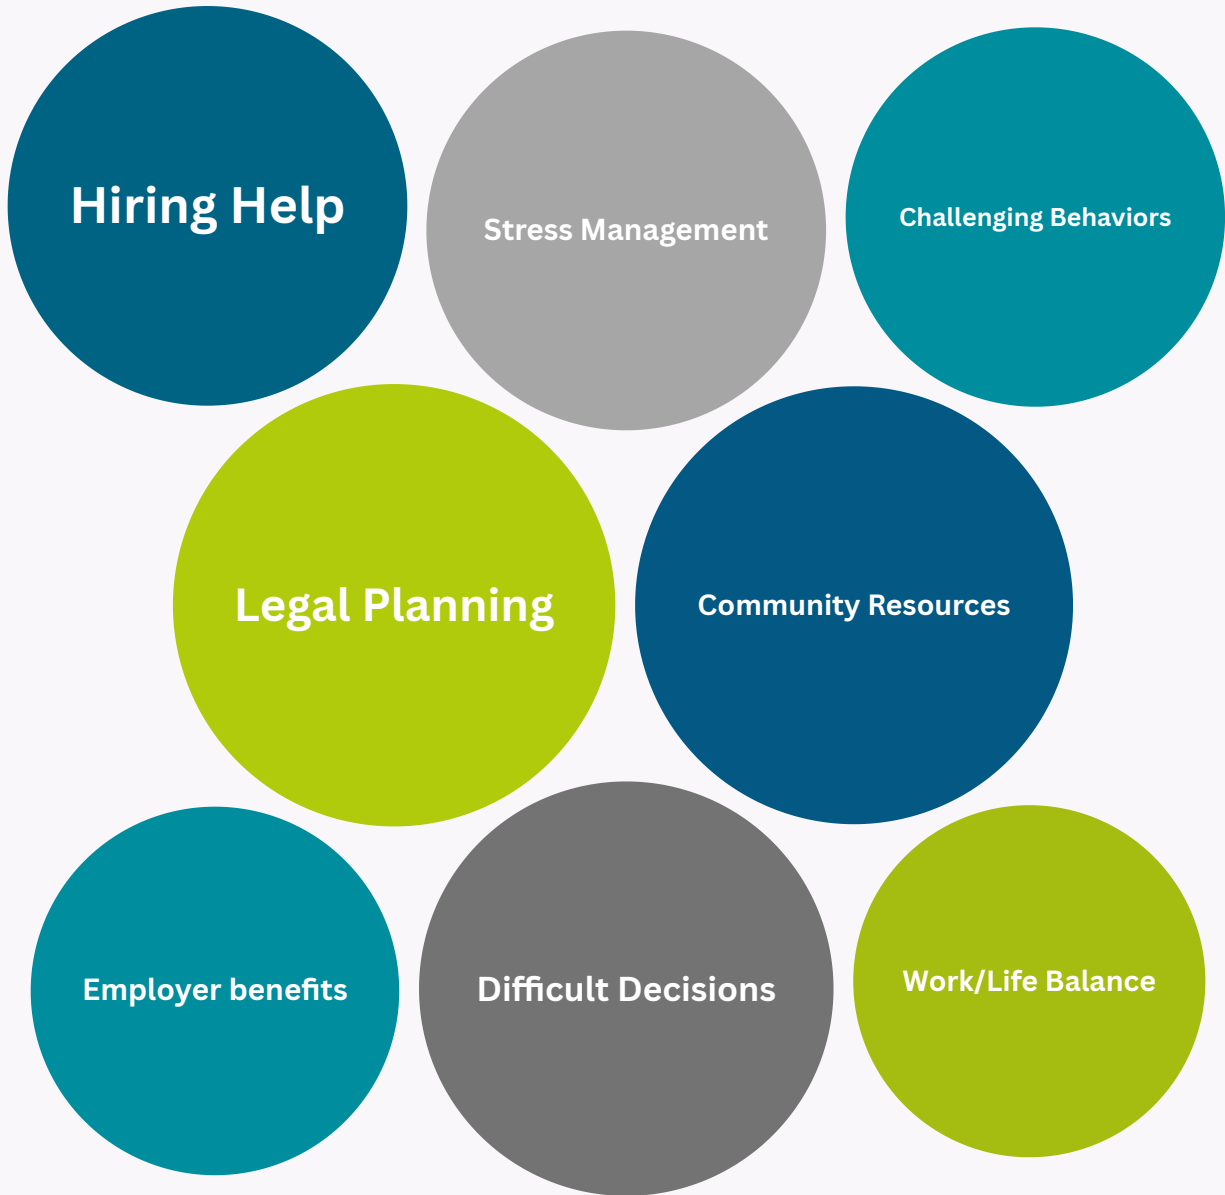 Hiring Help
Stress Management
Challenging Behaviors
Legal Planning
Community Resources
Employer benefits
Difficult Decisions
Work/Life Balance